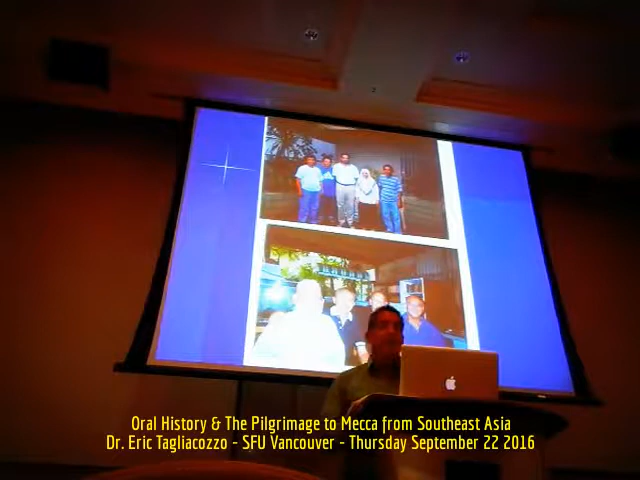 Oral History & The Pilgrimage to Mecca from Southeast Asia
Dr. Eric Tagliacozzo - SFU Vancouver - Thursday September 22 2016